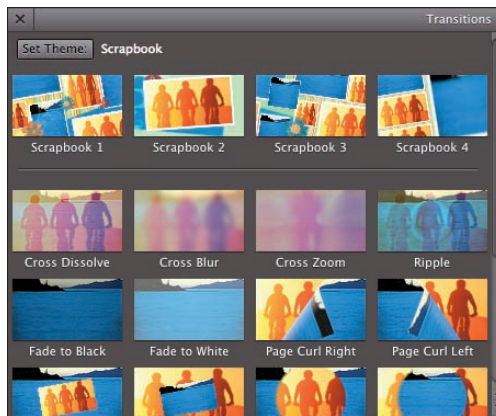 Transitions
Set Theme: Scrapbook
Scrapbook 1 Scrapbook 2 Scrapbook 3 Scrapbook 4
Cross Dissolve Cross Blur Cross Zoom Ripple
Fade to Black Fade to White Page Curl Right Page Curl Left